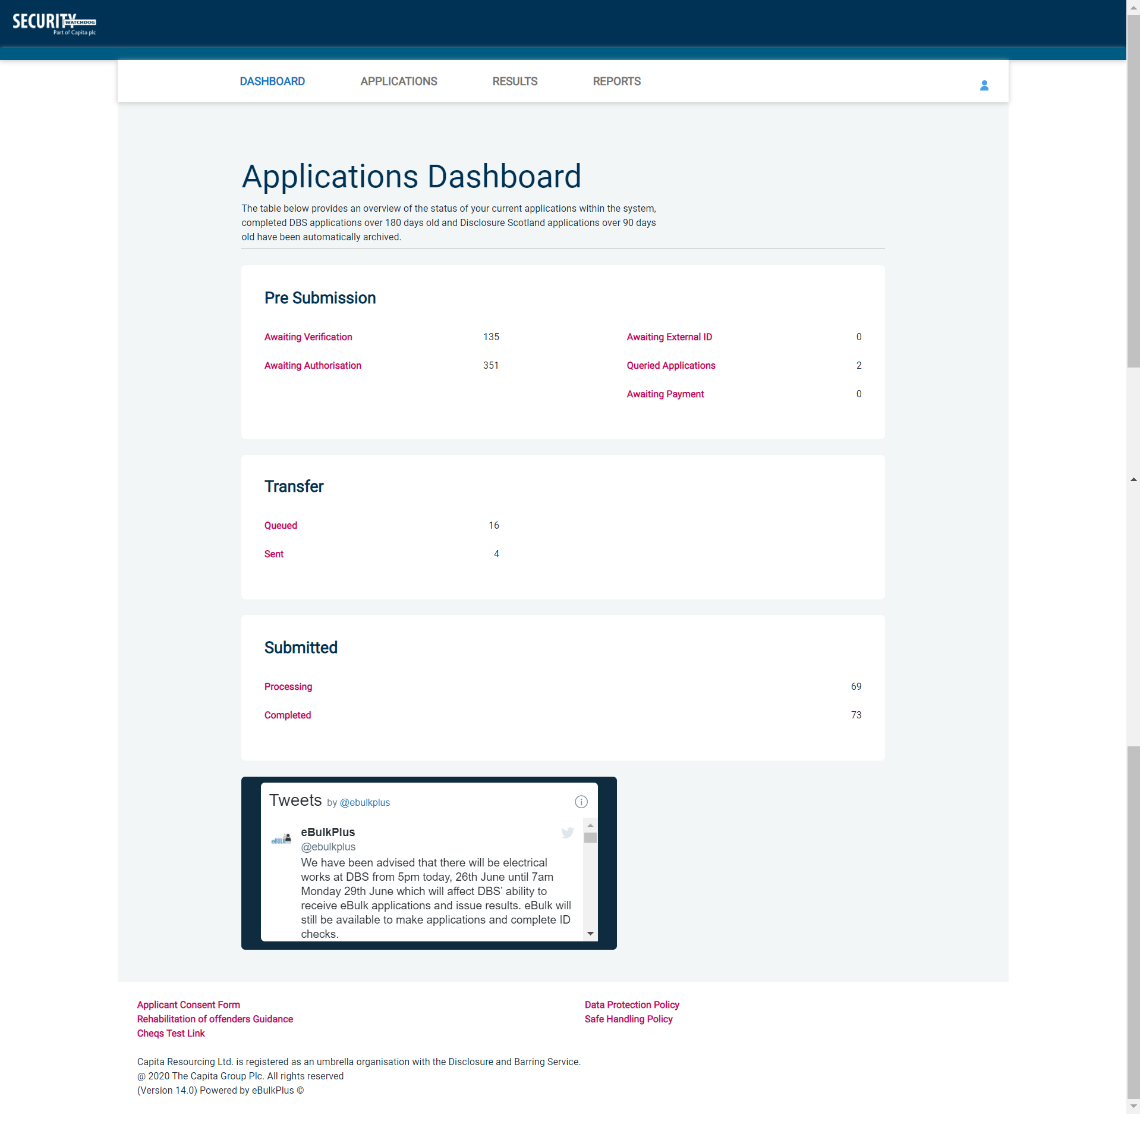 SECURITY
WATCHDOG
Part of Capita plc
DASHBOARD APPLICATIONS RESULTS REPORTS
Applications Dashboard
The table below provides an overview of the status of your current applications within the system,
completed DBS applications over 180 days old and Disclosure Scotland applications over 90 days
old have been automatically archived.
Pre Submission
Awaiting Verification 135 Awaiting External ID 0
Awaiting Authorisation 351 Queried Applications 2
Awaiting Payment 0
Transfer
Queued 16
Sent 4
Submitted
Processing 69
Completed 73
Tweets by @ebulkplus
eBulkPlus
@ebulkplus
We have been advised that there will be electrical
works at DBS from 5pm today, 26th June until 7am
Monday 29th June which will affect DBS' ability to
receive eBulk applications and issue results. eBulk will
still be available to make applications and complete ID
checks.
Applicant Consent Form Data Protection Policy
Rehabilitation of offenders Guidance Safe Handling Policy
Cheqs Test Link
Capita Resourcing Ltd. is registered as an umbrella organisation with the Disclosure and Barring Service.
@ 2020 The Capita Group Plc. All rights reserved
(Version 14.0) Powered by eBulkPlus ©